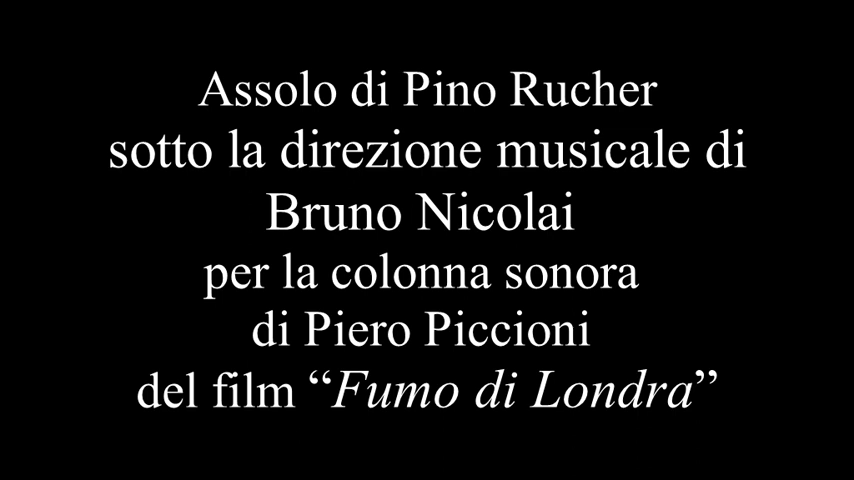 Assolo di Pino Rucher
sotto la direzione musicale di
Bruno Nicolai
per la colonna sonora
di Piero Piccioni
del film “Fumo di Londra”